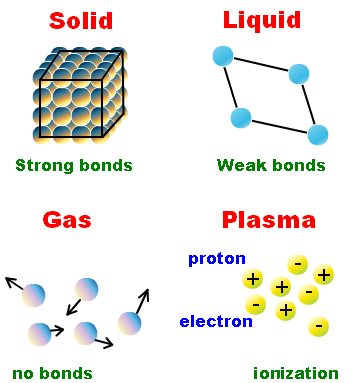 Solid
Liquid
Strong bonds
Weak bonds
Gas
Plasma
proton
electron
+
-
+
+
-
-
+
-
no bonds
ionization